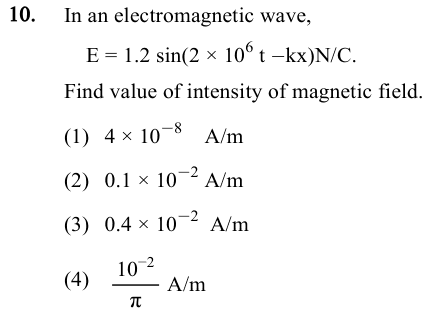 10. In an electromagnetic wave,
E = 1.2 sin(2 × 10⁶ t –kx)N/C.
Find value of intensity of magnetic field.
(1) 4 × 10⁻⁸ A/m
(2) 0.1 × 10⁻² A/m
(3) 0.4 × 10⁻² A/m
(4) 10⁻²/π A/m